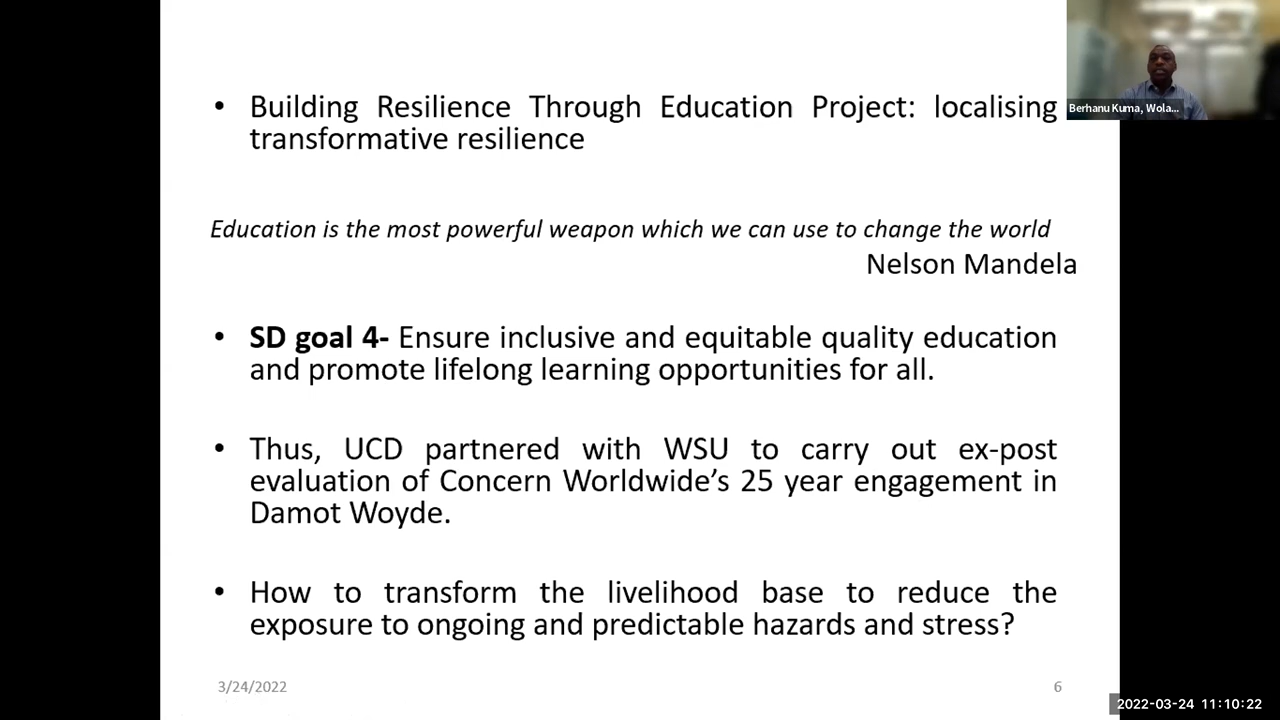 • Building Resilience Through Education Project: localising
transformative resilience
Education is the most powerful weapon which we can use to change the world
Nelson Mandela
• SD goal 4- Ensure inclusive and equitable quality education
and promote lifelong learning opportunities for all.
• Thus, UCD partnered with WSU to carry out ex-post
evaluation of Concern Worldwide’s 25 year engagement in
Damot Woyde.
• How to transform the livelihood base to reduce the
exposure to ongoing and predictable hazards and stress?
3/24/2022
6
Berhanu Kuma, Wola...
2022-03-24 11:10:22